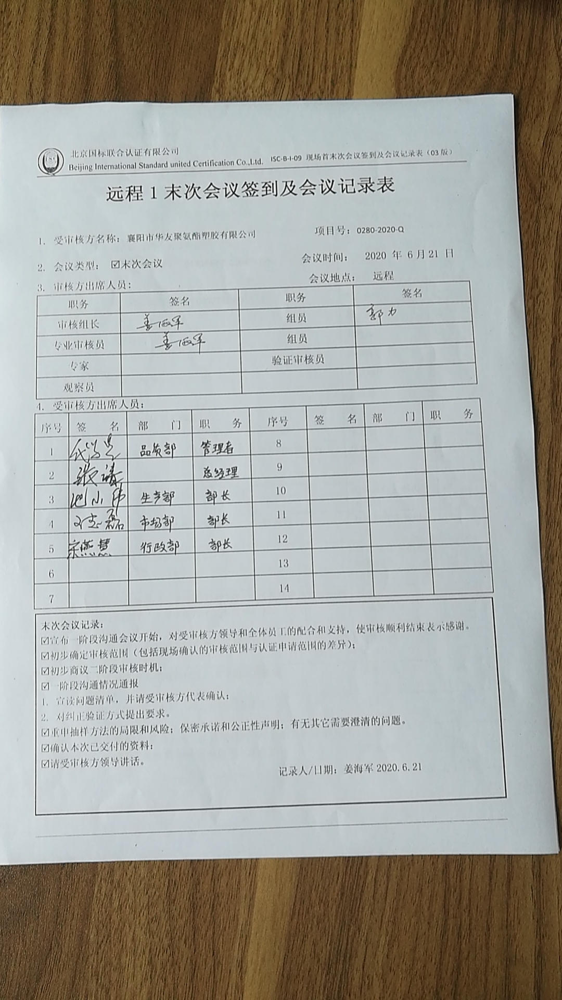 北京国标联合认证有限公司
Beijing International Standard united Certification Co.,Ltd. ISC-B-I-09 现场首末次会议签到及会议记录表（03 版）
远程 1 末次会议签到及会议记录表
1. 受审核方名称：襄阳市华友聚氨酯塑胶有限公司 项目号：0280-2020-Q
2. 会议类型：☑末次会议 会议时间： 2020 年 6 月 21 日
3. 审核方出席人员： 会议地点： 远程
职务 签名 职务 签名
审核组长 姜海军 组员 郭力
专业审核员 姜海军 组员
专家 验证审核员
观察员
4. 受审核方出席人员：
序号 签 名 部 门 职 务 序号 签 名 部 门 职 务
1 品质部 管理者 8
2 总经理 9
3 生产部 部长 10
4 市场部 部长 11
5 宋燕慧 行政部 部长 12
6 13
7 14
末次会议记录：
☑宣布一阶段沟通会议开始，对受审核方领导和全体员工的配合和支持，使审核顺利结束表示感谢。
☑初步确定审核范围（包括现场确认的审核范围与认证申请范围的差异）；
☑初步商议二阶段审核时机；
☑一阶段沟通情况通报
1. 宣读问题清单，并请受审核方代表确认；
2. 对纠正验证方式提出要求。
☑重申抽样方法的局限和风险；保密承诺和公正性声明；有无其它需要澄清的问题。
☑确认本次已交付的资料；
☑请受审核方领导讲话。
记录人/日期：姜海军 2020.6.21